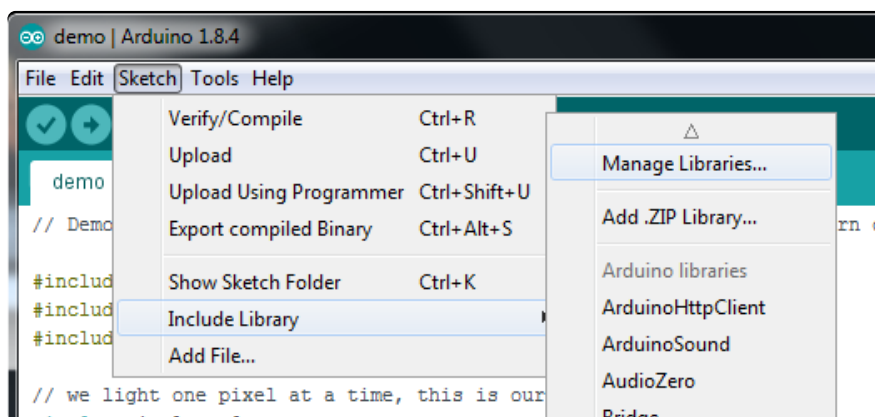 demo | Arduino 1.8.4
File Edit Sketch Tools Help
Verify/Compile Ctrl+R
Upload Ctrl+U
Upload Using Programmer Ctrl+Shift+U
Export compiled Binary Ctrl+Alt+S
Show Sketch Folder Ctrl+K
Include Library
Add File...
Manage Libraries...
Add .ZIP Library...
Arduino libraries
ArduinoHttpClient
ArduinoSound
AudioZero
Bridge
demo
// Demo
#includ
#includ
#includ
// we light one pixel at a time, this is our